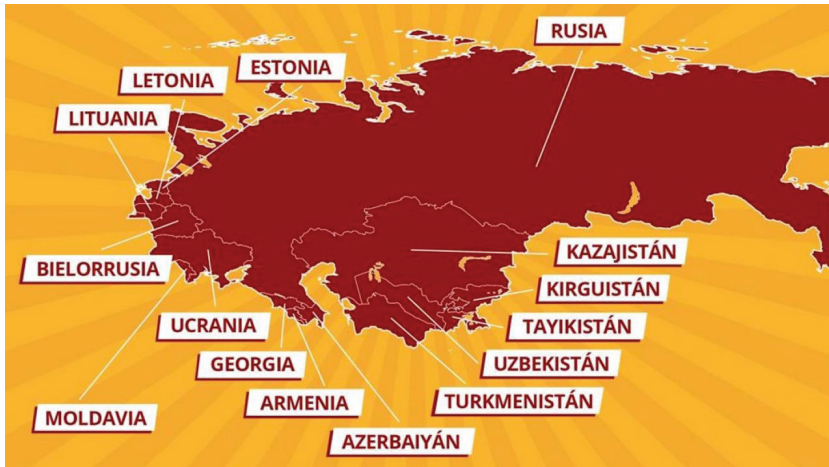 RUSIA
ESTONIA
LETONIA
LITUANIA
BIELORRUSIA
UCRANIA
GEORGIA
MOLDAVIA
ARMENIA
AZERBAIYÁN
KAZAJISTÁN
KIRGUISTÁN
TAYIKISTÁN
UZBEKISTÁN
TURKMENISTÁN